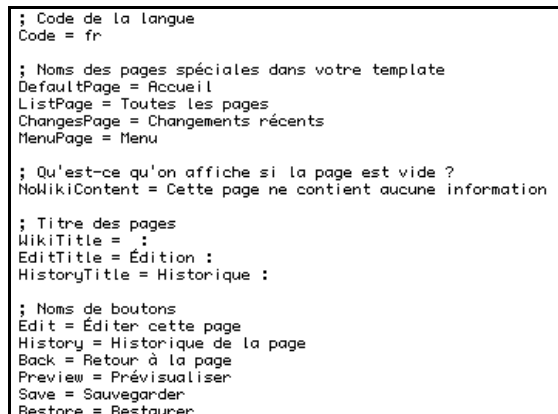 ; Code de la langue
Code = fr
; Noms des pages spéciales dans votre template
DefaultPage = Accueil
ListPage = Toutes les pages
ChangesPage = Changements récents
MenuPage = Menu
; Qu'est-ce qu'on affiche si la page est vide ?
NoWikiContent = Cette page ne contient aucune information
; Titre des pages
WikiTitle =  :
EditTitle = Édition :
HistoryTitle = Historique :
; Noms de boutons
Edit = Éditer cette page
History = Historique de la page
Back = Retour à la page
Preview = Prévisualiser
Save = Sauvegarder
Restore = Restaurer